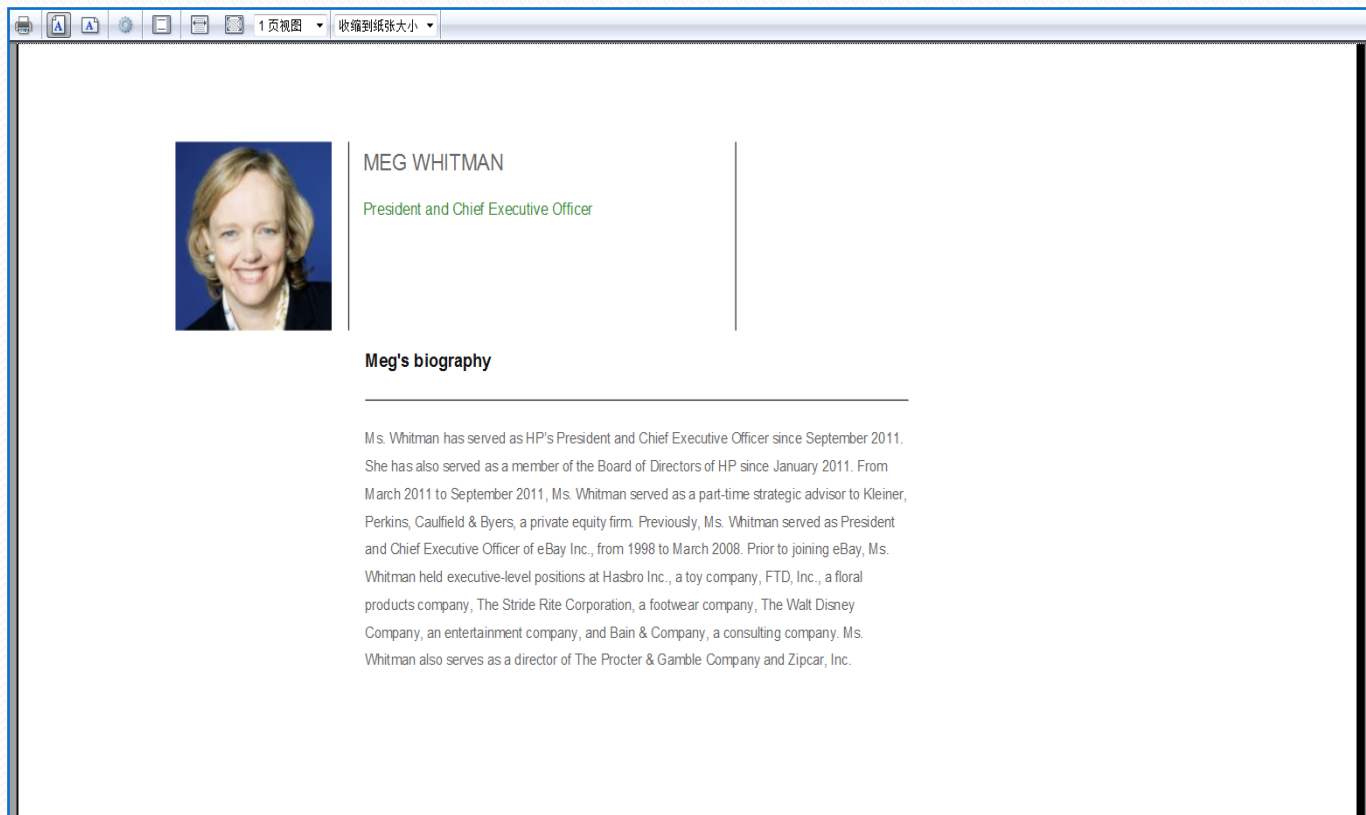 1 页视图
收缩到纸张大小
MEG WHITMAN
President and Chief Executive Officer
Meg's biography
Ms. Whitman has served as HP's President and Chief Executive Officer since September 2011.
She has also served as a member of the Board of Directors of HP since January 2011. From
March 2011 to September 2011, Ms. Whitman served as a part-time strategic advisor to Kleiner,
Perkins, Caulfield & Byers, a private equity firm. Previously, Ms. Whitman served as President
and Chief Executive Officer of eBay Inc., from 1998 to March 2008. Prior to joining eBay, Ms.
Whitman held executive-level positions at Hasbro Inc., a toy company, FTD, Inc., a floral
products company, The Stride Rite Corporation, a footwear company, The Walt Disney
Company, an entertainment company, and Bain & Company, a consulting company. Ms.
Whitman also serves as a director of The Procter & Gamble Company and Zipcar, Inc.